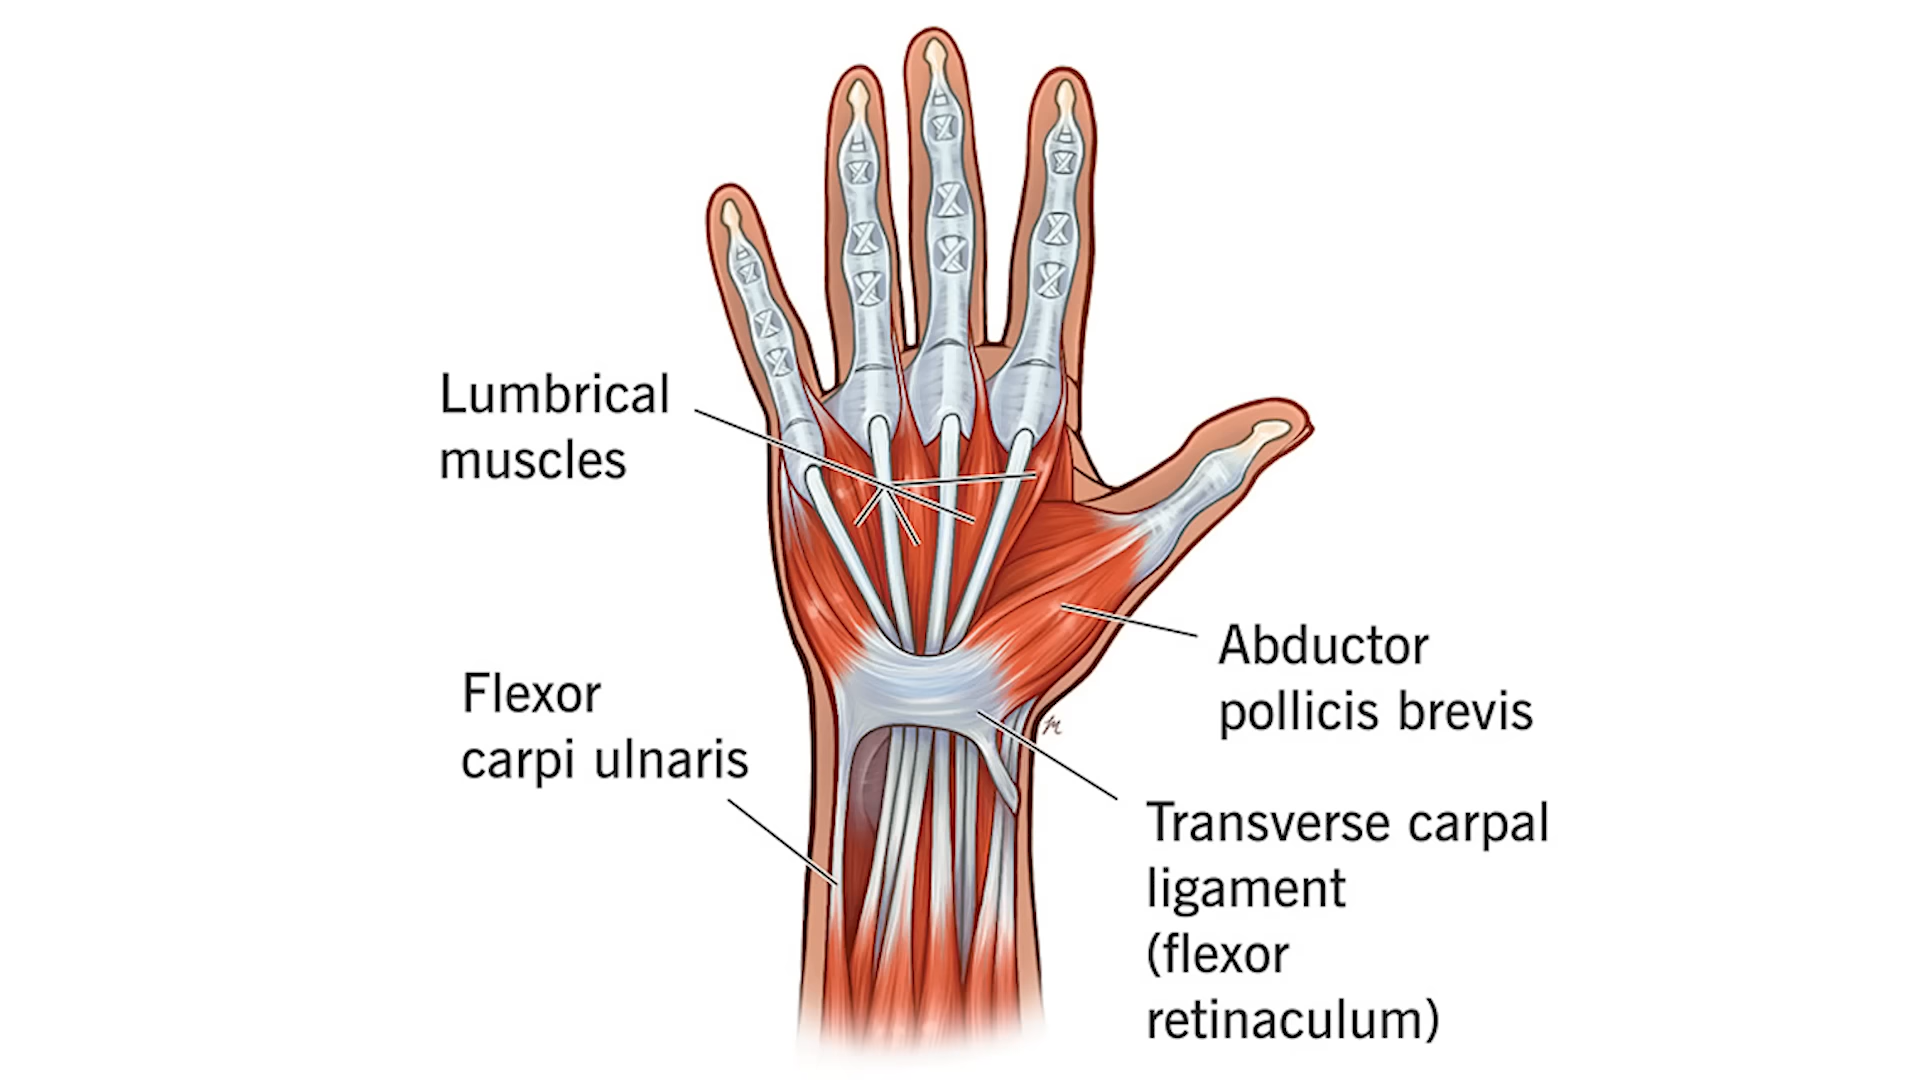 Lumbrical
muscles
Flexor
carpi ulnaris
Abductor
pollicis brevis
Transverse carpal
ligament
(flexor
retinaculum)